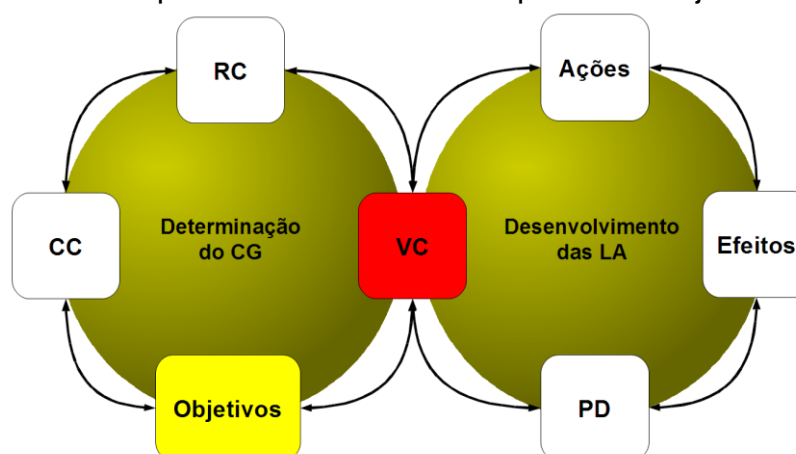 RC
Ações
CC
Determinação
do CG
VC
Desenvolvimento
das LA
Efeitos
Objetivos
PD